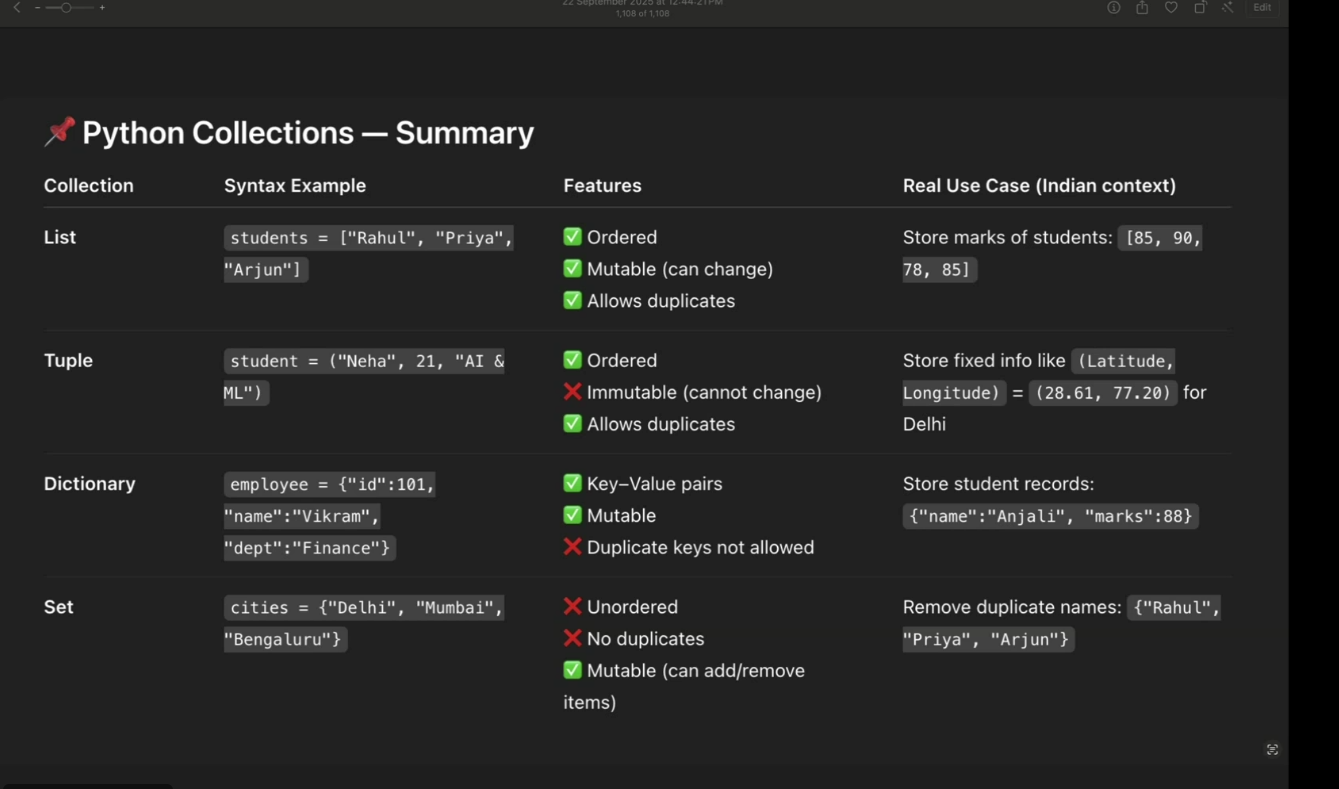 22 September 2025 at 12:44:21 PM
1,108 of 1,108
Edit
📌 Python Collections — Summary
Collection Syntax Example Features Real Use Case (Indian context)
List
students = ["Rahul", "Priya",
"Arjun"]
✅ Ordered
✅ Mutable (can change)
✅ Allows duplicates
Store marks of students: [85, 90,
78, 85]
Tuple
student = ("Neha", 21, "AI &
ML")
✅ Ordered
❌ Immutable (cannot change)
✅ Allows duplicates
Store fixed info like (Latitude,
Longitude) = (28.61, 77.20) for
Delhi
Dictionary
employee = {"id":101,
"name":"Vikram",
"dept":"Finance"}
✅ Key–Value pairs
✅ Mutable
❌ Duplicate keys not allowed
Store student records:
{"name":"Anjali", "marks":88}
Set
cities = {"Delhi", "Mumbai",
"Bengaluru"}
❌ Unordered
❌ No duplicates
✅ Mutable (can add/remove
items)
Remove duplicate names: {"Rahul",
"Priya", "Arjun"}